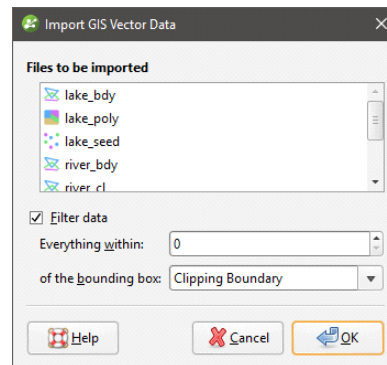 Import GIS Vector Data
Files to be imported
lake_bdy
lake_poly
lake_seed
river_bdy
river_cl
Filter data
Everything within: 0
of the bounding box: Clipping Boundary
Help Cancel OK